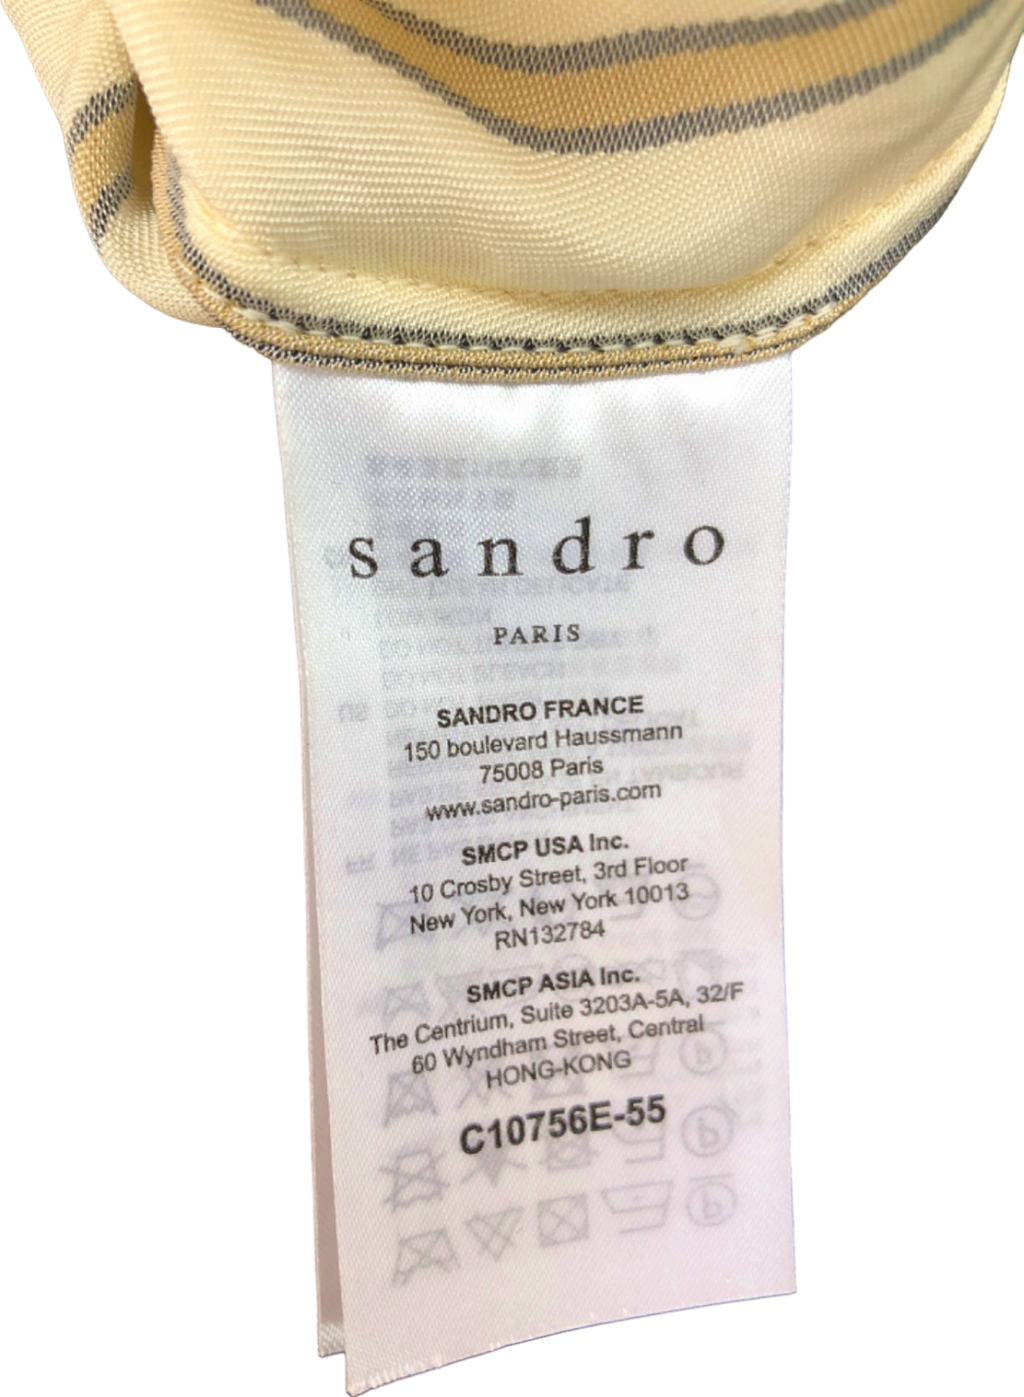 sandro
PARIS
SANDRO FRANCE
150 boulevard Haussmann
75008 Paris
www.sandro-paris.com
SMCP USA Inc.
10 Crosby Street, 3rd Floor
New York, New York 10013
RN132784
SMCP ASIA Inc.
The Centrium, Suite 3203A-5A, 32/F
60 Wyndham Street, Central
HONG-KONG
C10756E-55